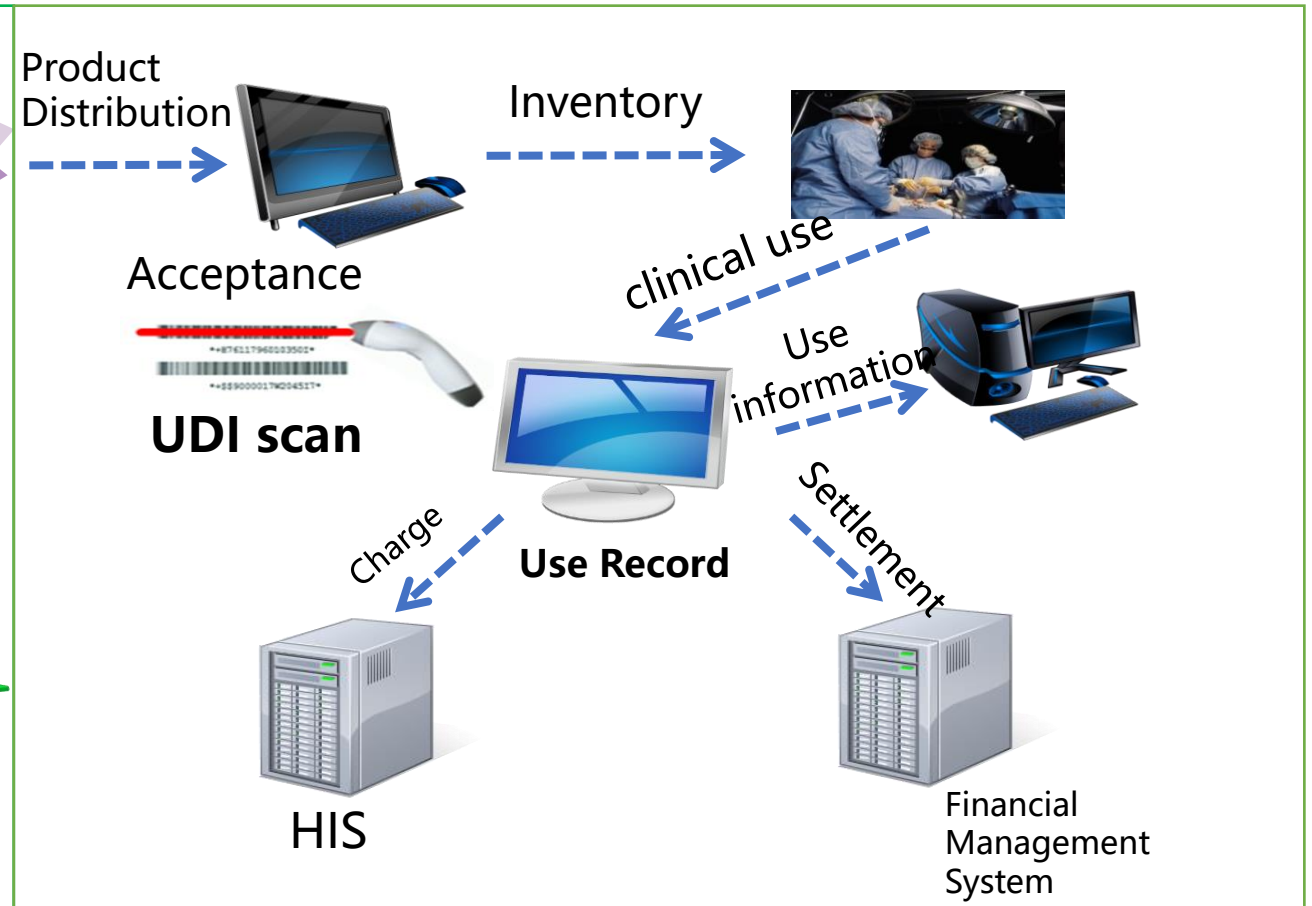 Product
Distribution
Inventory
Acceptance
clinical use
Use
information
UDI scan
Settlement
Charge
Use Record
HIS
Financial
Management
System